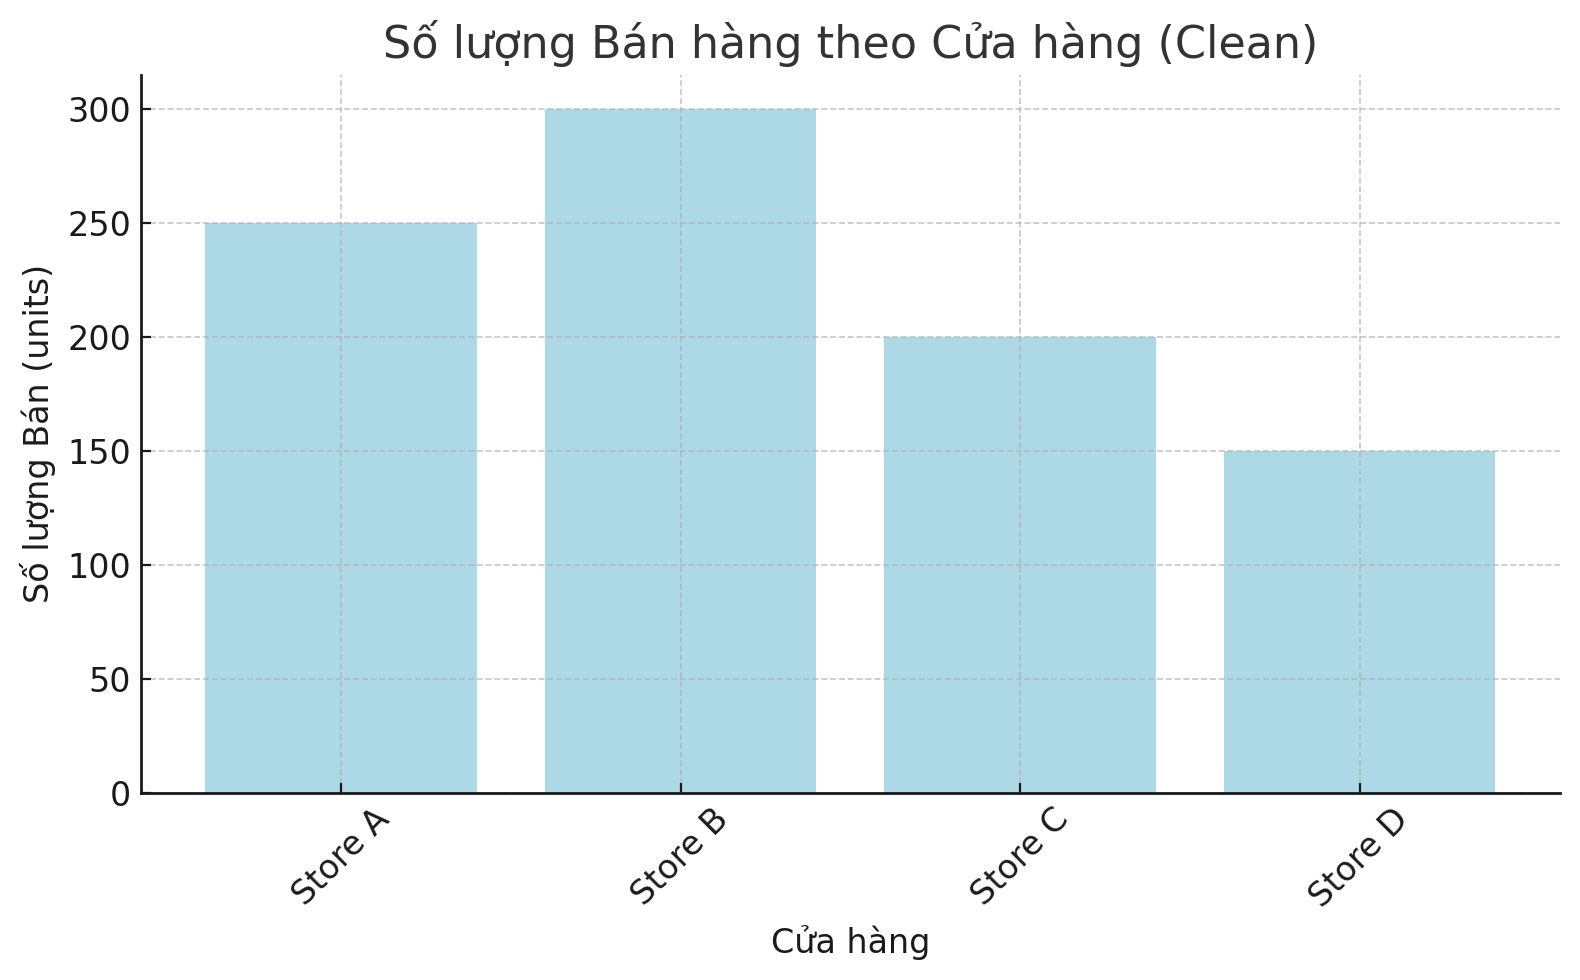 Số lượng Bán hàng theo Cửa hàng (Clean)
Số lượng Bán (units)
300
250
200
150
100
50
0
Store A
Store B
Store C
Store D
Cửa hàng